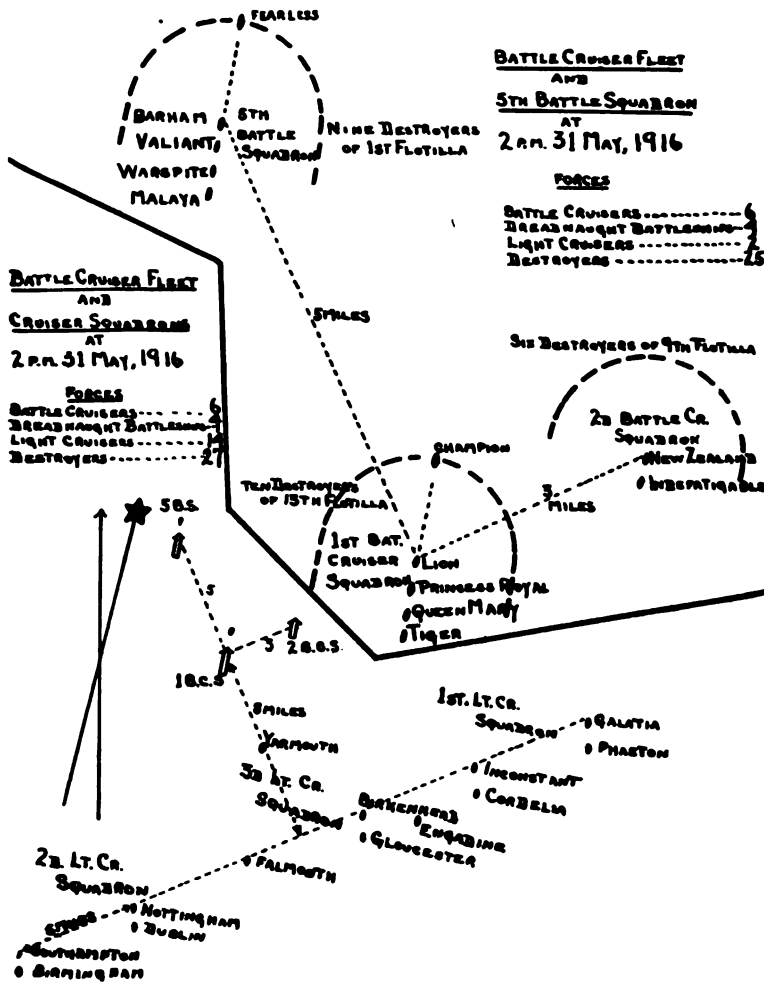 FEARLESS
BATTLE CRUISER FLEET
AND
5TH BATTLE SQUADRON
AT
2 P.M. 31 MAY, 1916
FORCES
BATTLE CRUISERS 6
DREADNAUGHT BATTLESHIPS 4
LIGHT CRUISERS 2
DESTROYERS 25
BARHAM
VALIANT
WARSPITE
MALAYA
5TH
BATTLE
SQUADRON
NINE DESTROYERS
OF 1ST FLOTILLA
5 MILES
BATTLE CRUISER FLEET
AND
CRUISER SQUADRONS
AT
2 P.M. 31 MAY, 1916
FORCES
BATTLE CRUISERS 6
DREADNAUGHT BATTLESHIPS 4
LIGHT CRUISERS 14
DESTROYERS 27
SIX DESTROYERS OF 9TH FLOTILLA
2D BATTLE CR.
SQUADRON
NEW ZEALAND
INDEFATIGABLE
3
MILES
CHAMPION
TEN DESTROYERS
OF 13TH FLOTILLA
1ST BAT.
CRUISER
SQUADRON
LION
PRINCESS ROYAL
QUEEN MARY
TIGER
5 B.S.
5
3
2 B.C.S.
1 B.C.S
8 MILES
YARMOUTH
3D LT. CR.
SQUADRON
1ST. LT. CR.
SQUADRON
GALATIA
PHAETON
INCONSTANT
CORDELIA
BIRKENHEAD
ENGADINE
GLOUCESTER
FALMOUTH
2D. LT. CR.
SQUADRON
NOTTINGHAM
DUBLIN
MILES
SOUTHAMPTON
BIRMINGHAM